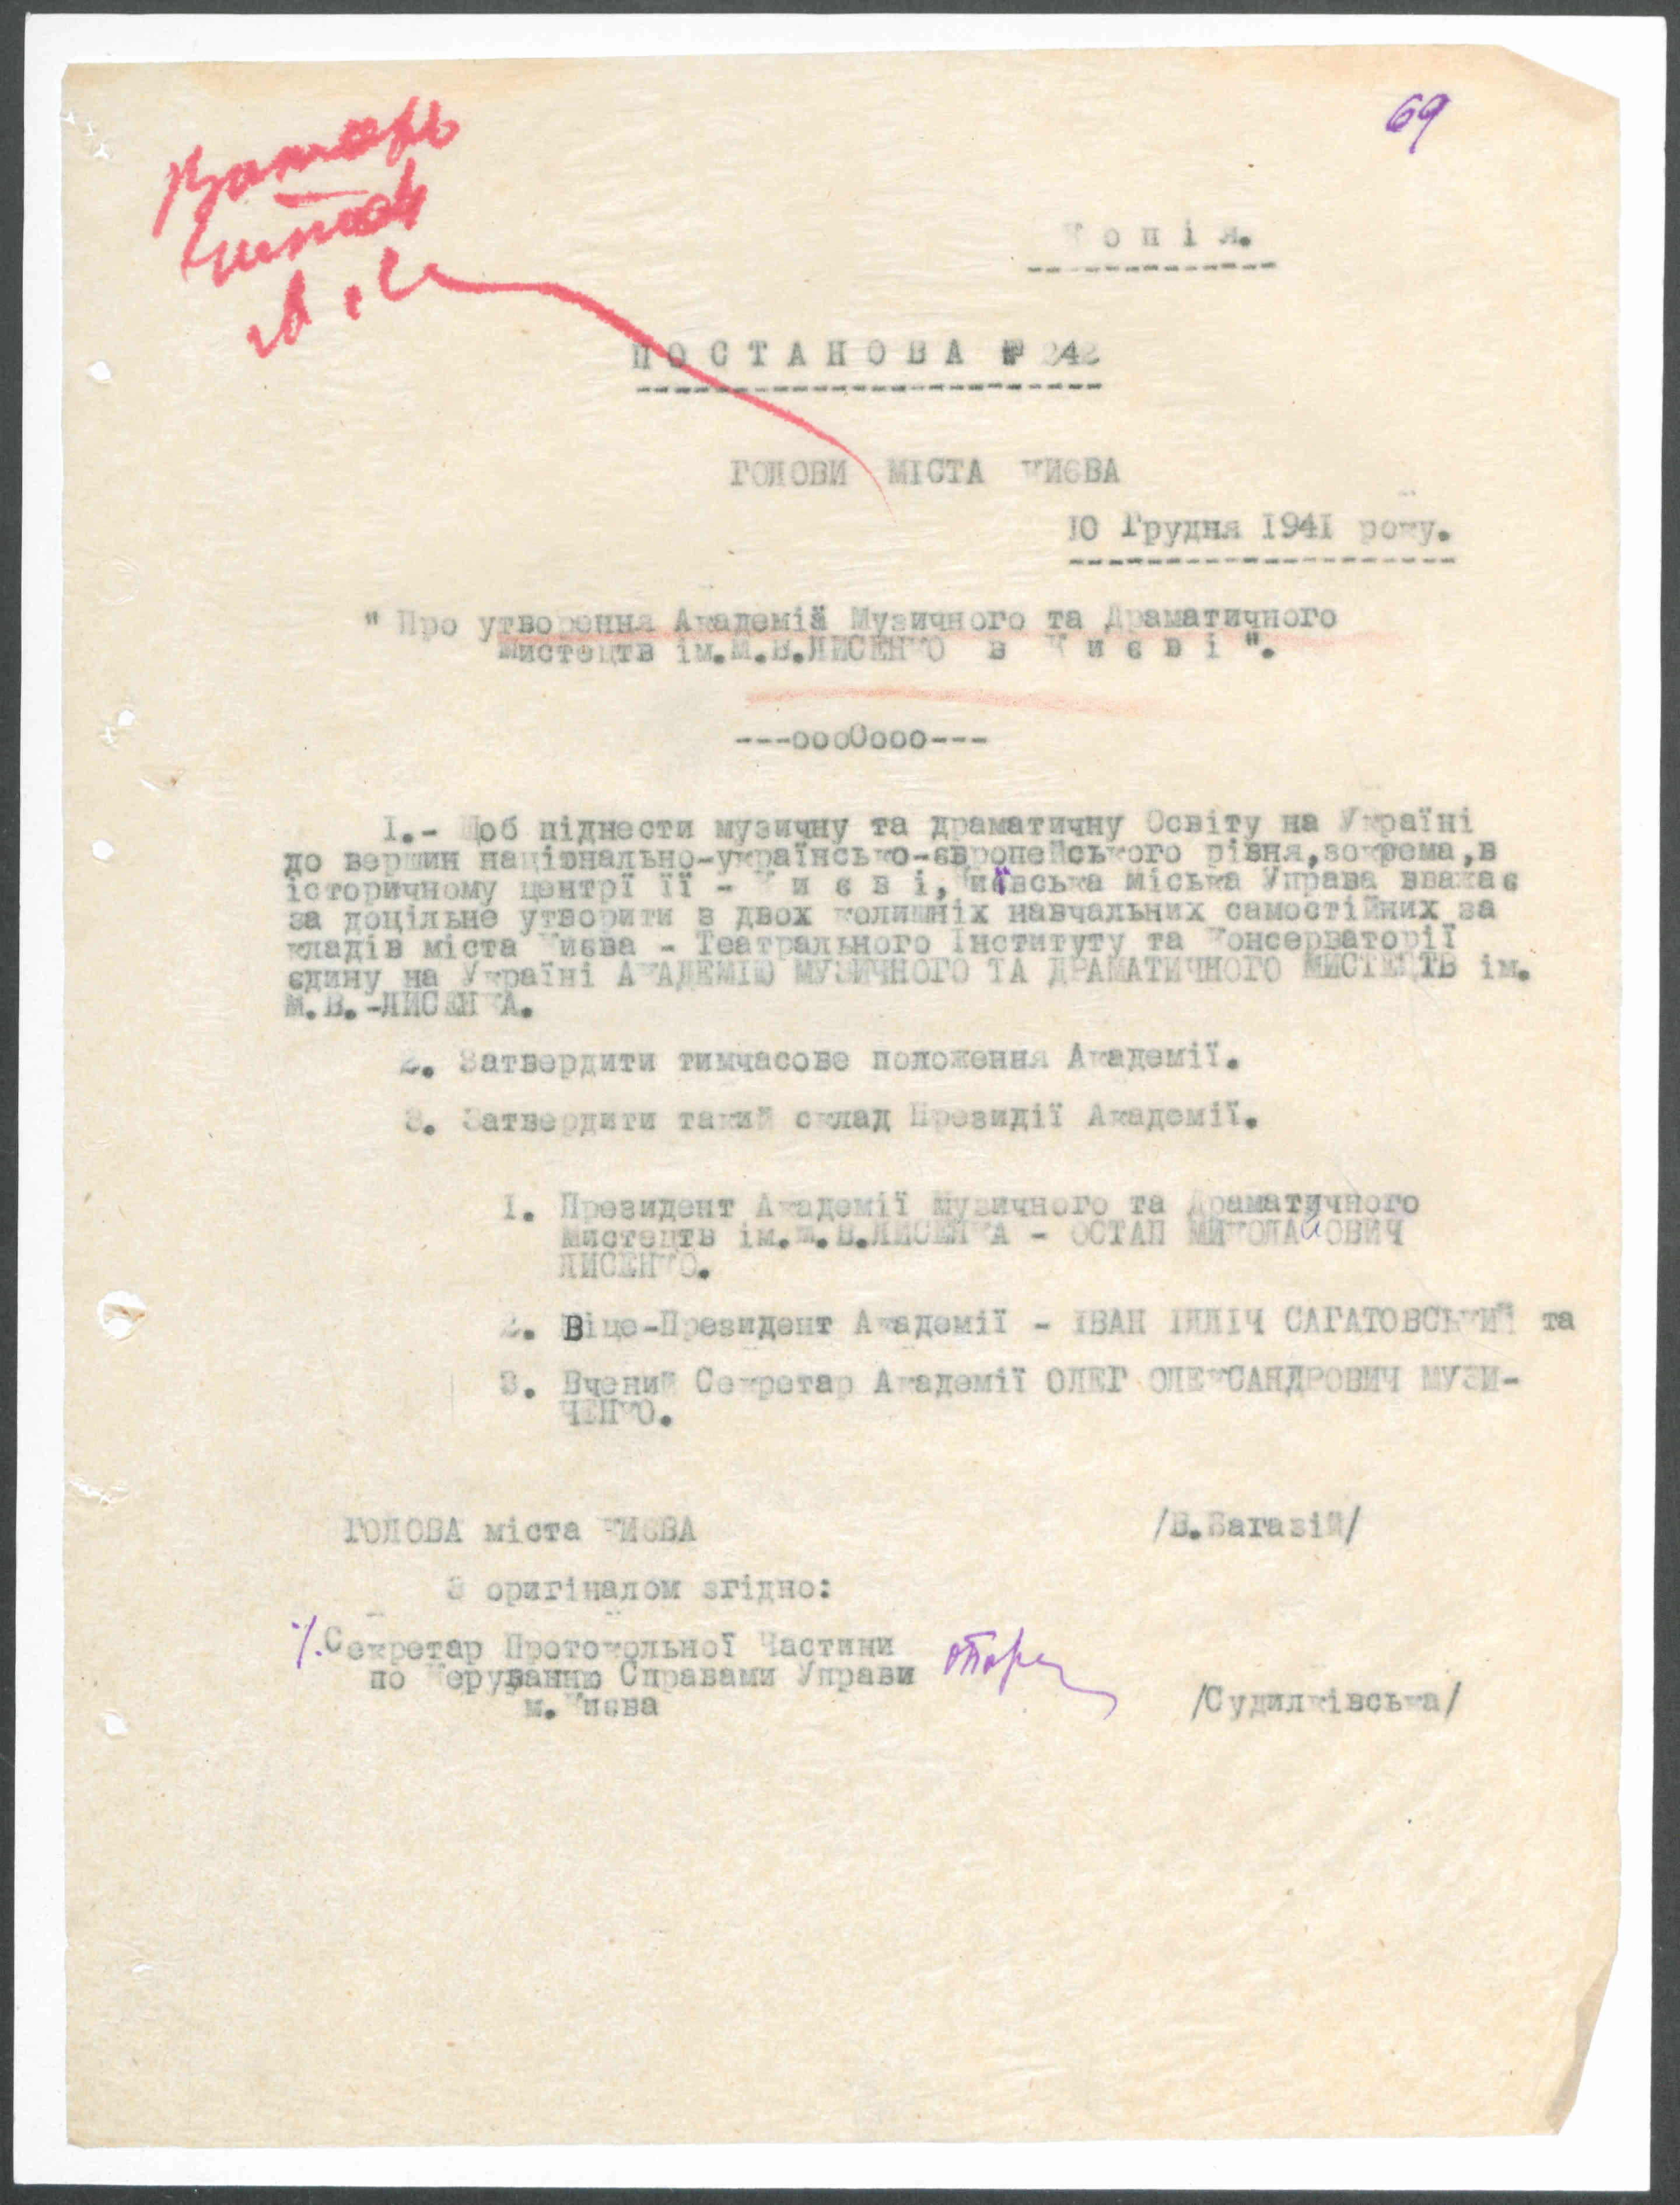 69
Копія.
ПОСТАНОВА № 242
ГОЛОВИ МІСТА КИЄВА
10 Грудня 1941 року.
" Про утворення Академії Музичного та Драматичного
Мистецтв ім.М.В.ЛИСЕНКО в Києві".
---оооОооо---
I.- Щоб піднести музичну та драматичну Освіту на Україні
до вершин національно-українсько-європейського рівня,зокрема,в
історичному центрї її - Києві,Київська міська Управа вважає
за доцільне утворити з двох колишніх навчальних самостійних за
кладів міста Києва - Театрального Інституту та Консерваторії
єдину на Україні АКАДЕМІЮ МУЗИЧНОГО ТА ДРАМАТИЧНОГО МИСТЕЦТВ ім.
М.В.-ЛИСЕНКА.
2. Затвердити тимчасове положення Академії.
3. Затвердити такий склад Президії Академії.
1. Президент Академії Музичного та Драматичного
Мистецтв ім.М.В.ЛИСЕНКА - ОСТАП МИКОЛАЙОВИЧ
ЛИСЕНКО.
2. Віце-Президент Академії - ІВАН ІЛЛІЧ САГАТОВСЬКИЙ та
3. Вчений Секретар Академії ОЛЕГ ОЛЕКСАНДРОВИЧ МУЗИ-
ЧЕНКО.
ГОЛОВА міста КИЄВА /В.Багазій/
З оригіналом згідно:
Секретар Протокольної Частини
по Керуванню Справами Управи
м. Києва /Судилківська/